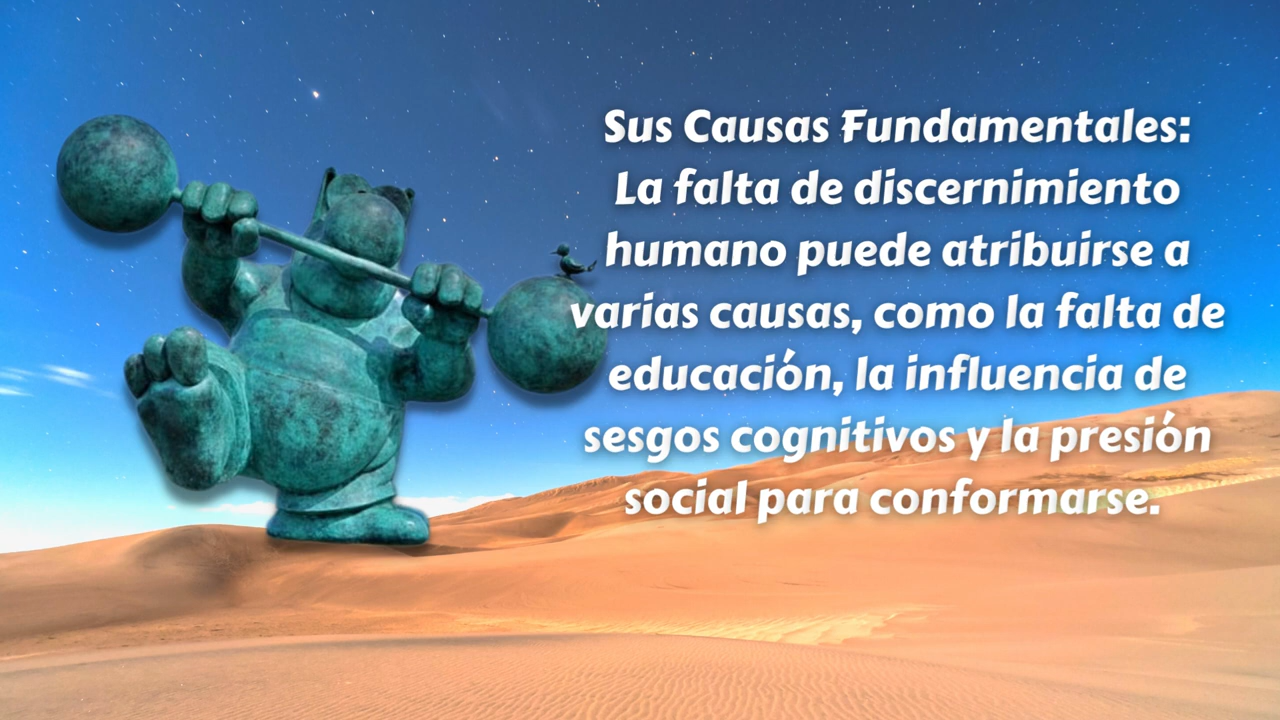 Sus Causas Fundamentales:
La falta de discernimiento
humano puede atribuirse a
varias causas, como la falta de
educación, la influencia de
sesgos cognitivos y la presión
social para conformarse.